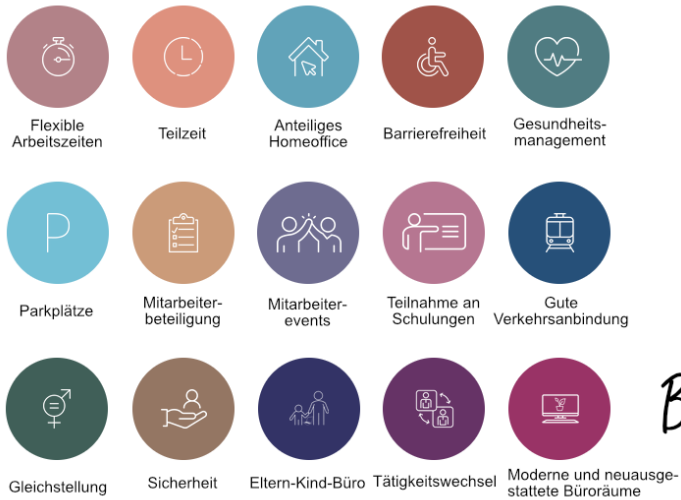 Flexible
Arbeitszeiten
Teilzeit
Anteiliges
Homeoffice
Barrierefreiheit
Gesundheits-
management
P
Parkplätze
Mitarbeiter-
beteiligung
Mitarbeiter-
events
Teilnahme an
Schulungen
Gute
Verkehrsanbindung
Gleichstellung
Sicherheit
Eltern-Kind-Büro
Tätigkeitswechsel
Moderne und neuausge-
stattete Büroräume